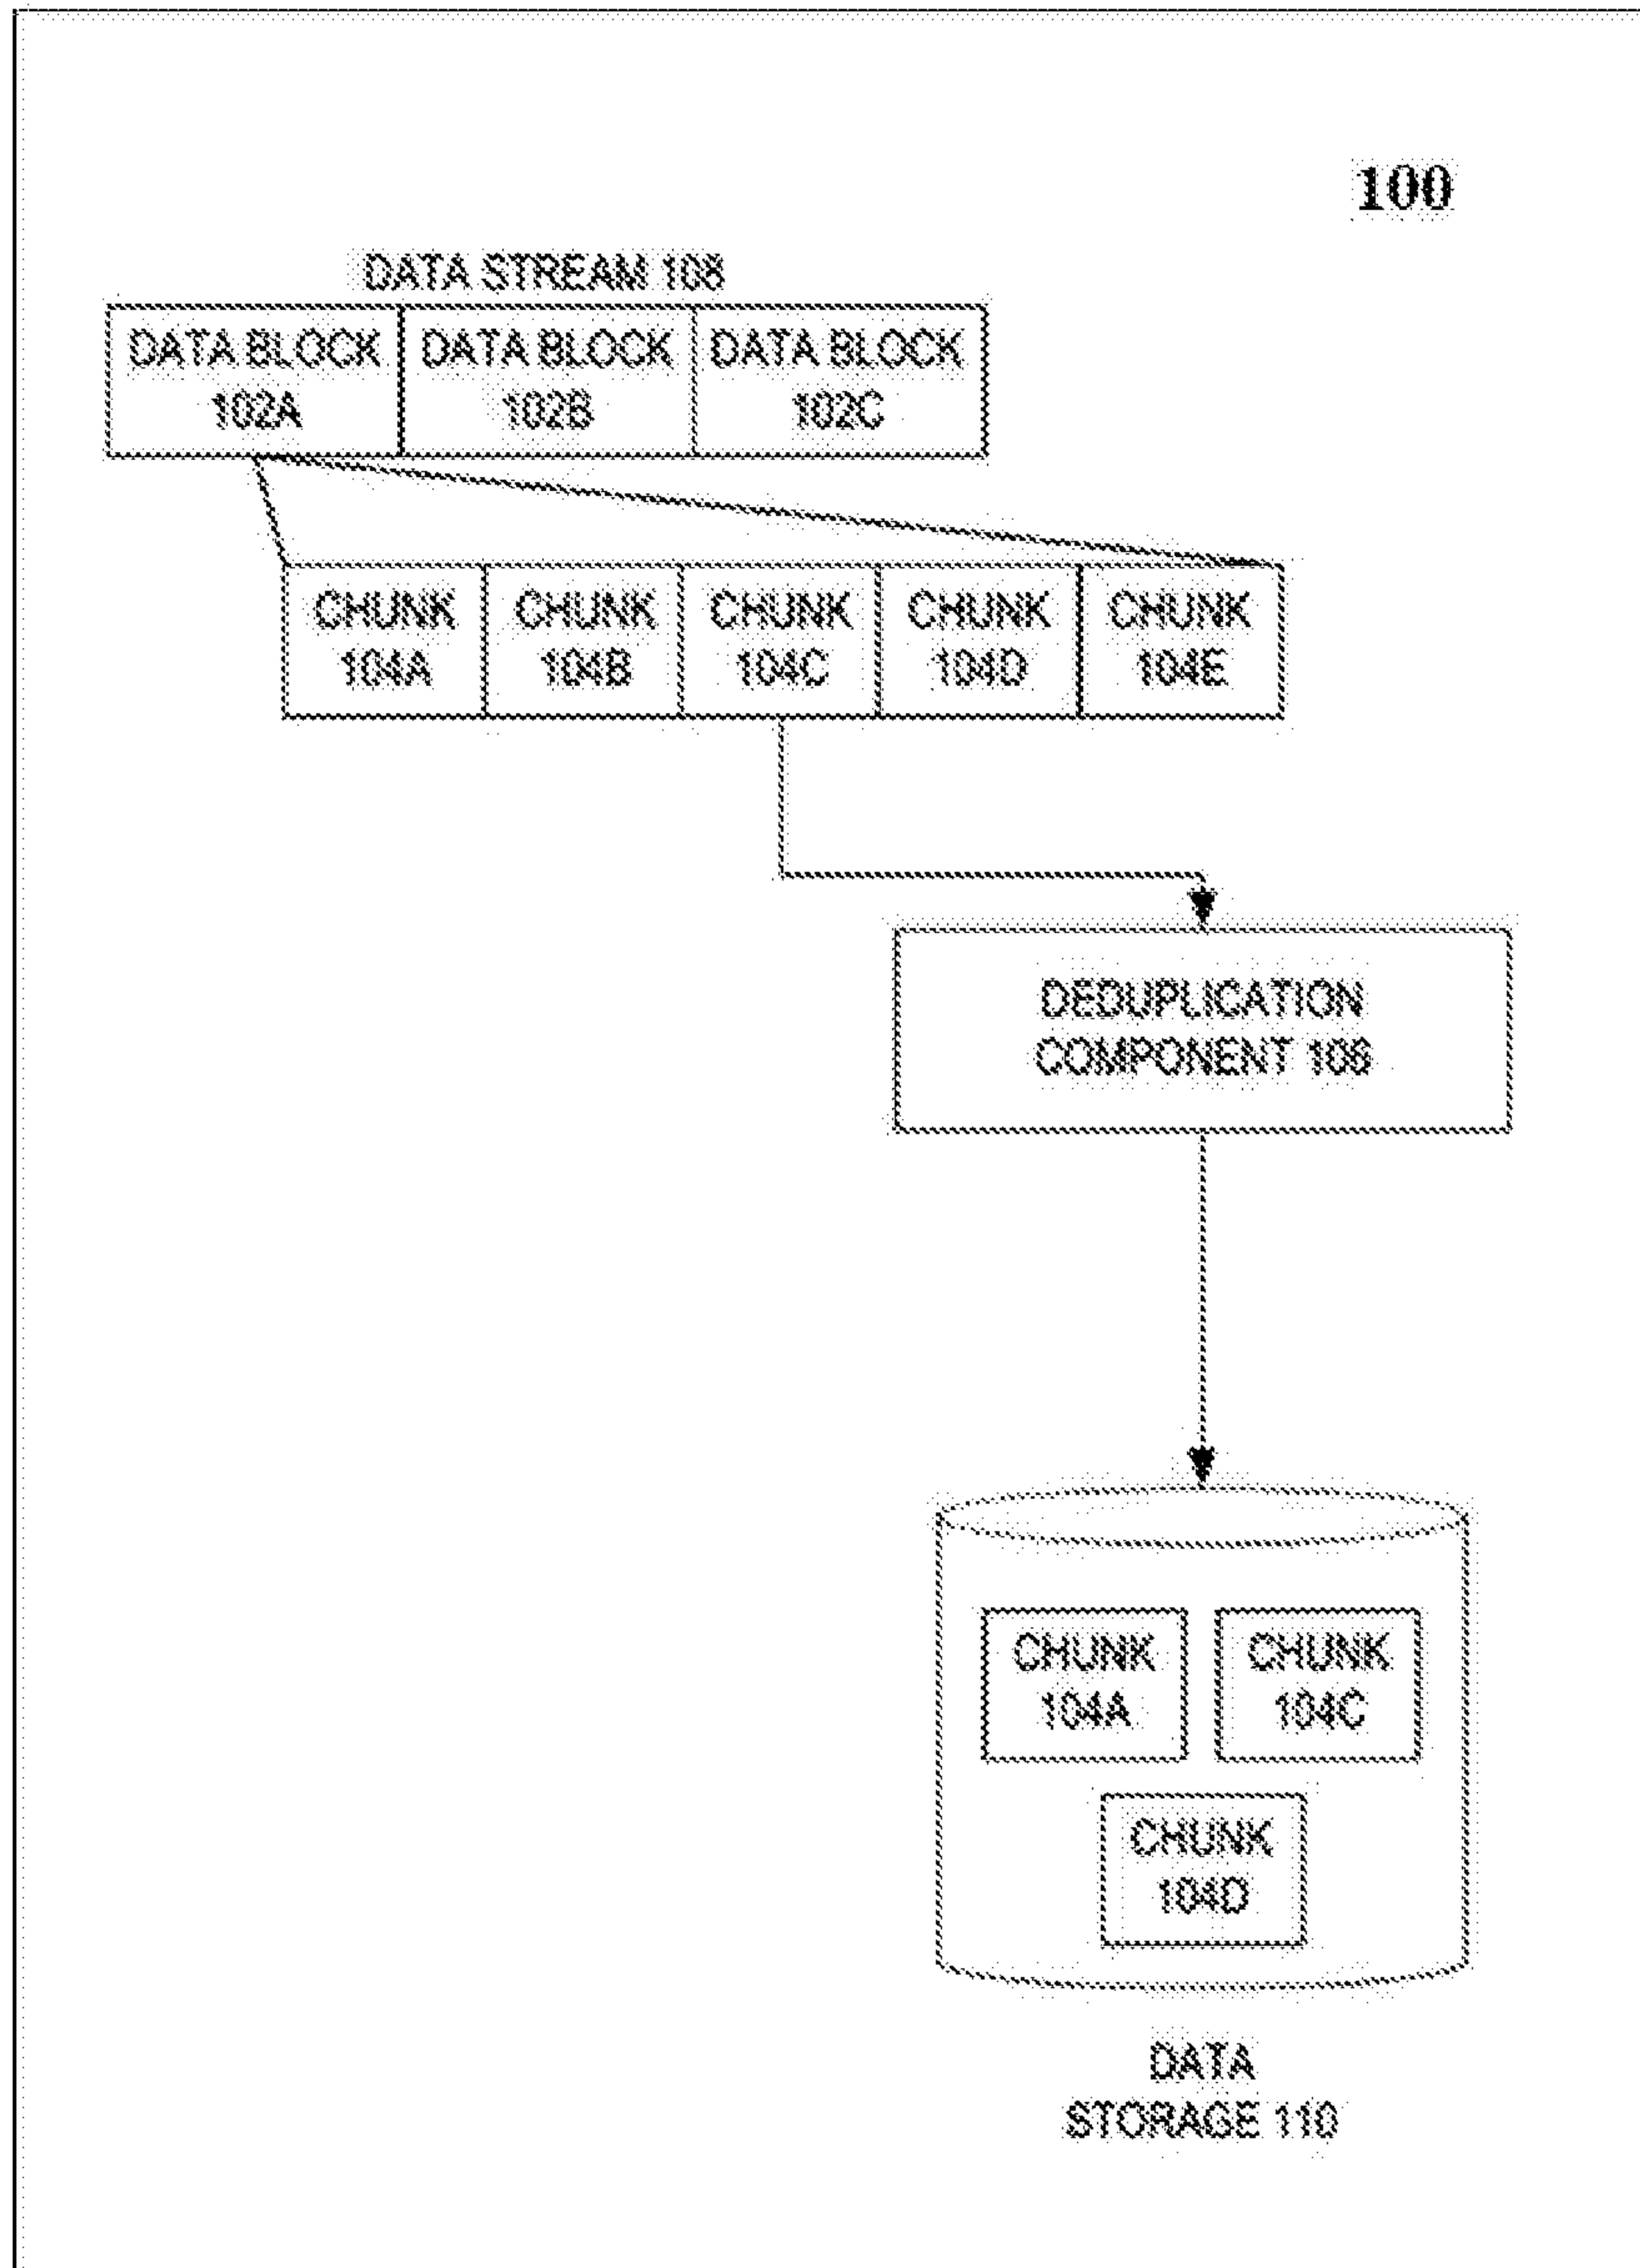 100
DATA STREAM 108
DATA BLOCK
102A
DATA BLOCK
102B
DATA BLOCK
102C
CHUNK
104A
CHUNK
104B
CHUNK
104C
CHUNK
104D
CHUNK
104E
DEDUPLICATION
COMPONENT 106
CHUNK
104A
CHUNK
104C
CHUNK
104D
DATA
STORAGE 110